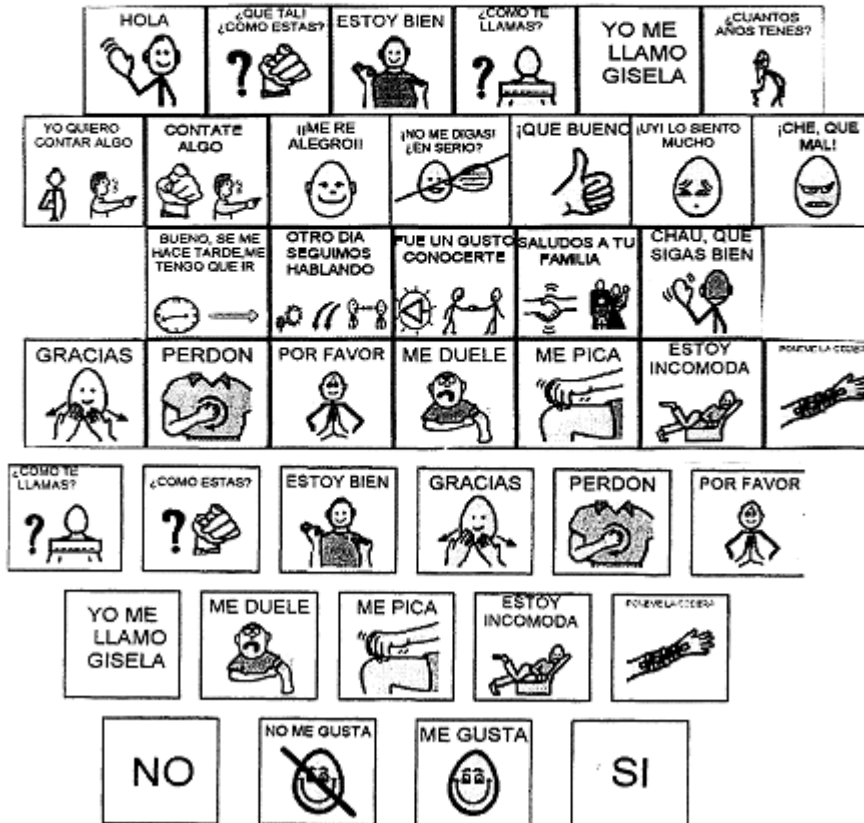 HOLA
¿QUE TAL!
¿COMO ESTAS?
ESTOY BIEN
¿COMO TE
LLAMAS?
YO ME
LLAMO
GISELA
¿CUANTOS
AÑOS TENES?
YO QUIERO
CONTAR ALGO
CONTATE
ALGO
¡¡ME RE
ALEGRO!!
¡NO ME DIGAS!
¿EN SERIO?
¡QUE BUENO
¡UY! LO SIENTO
MUCHO
¡CHE, QUE
MAL!
BUENO, SE ME
HACE TARDE,ME
TENGO QUE IR
OTRO DIA
SEGUIMOS
HABLANDO
FUE UN GUSTO
CONOCERTE
SALUDOS A TU
FAMILIA
CHAU, QUE
SIGAS BIEN
GRACIAS
PERDON
POR FAVOR
ME DUELE
ME PICA
ESTOY
INCOMODA
PONEME LA
¿COMO TE
LLAMAS?
¿COMO ESTAS?
ESTOY BIEN
GRACIAS
PERDON
POR FAVOR
YO ME
LLAMO
GISELA
ME DUELE
ME PICA
ESTOY
INCOMODA
PONEME LA
NO
NO ME GUSTA
ME GUSTA
SI